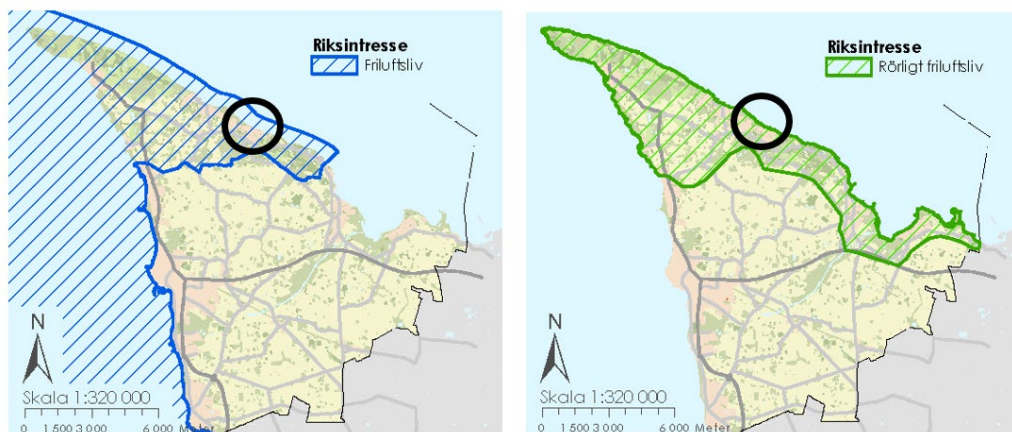 Riksintresse
Friluftsliv
N
Skala 1:320 000
0 1 500 3 000 6 000 Meter
Riksintresse
Rörligt friluftsliv
N
Skala 1:320 000
0 1 500 3 000 6 000 Meter